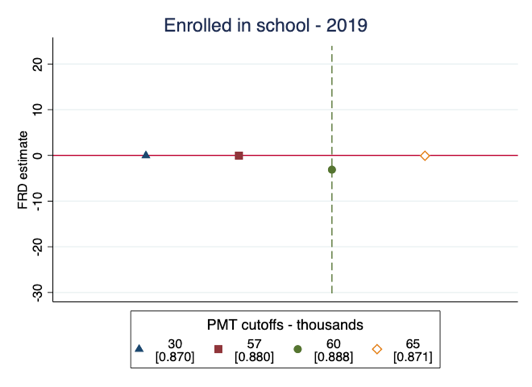 Enrolled in school - 2019
FRD estimate
20
10
0
-10
-20
-30
PMT cutoffs - thousands
30 57 60 65
[0.870] [0.880] [0.888] [0.871]